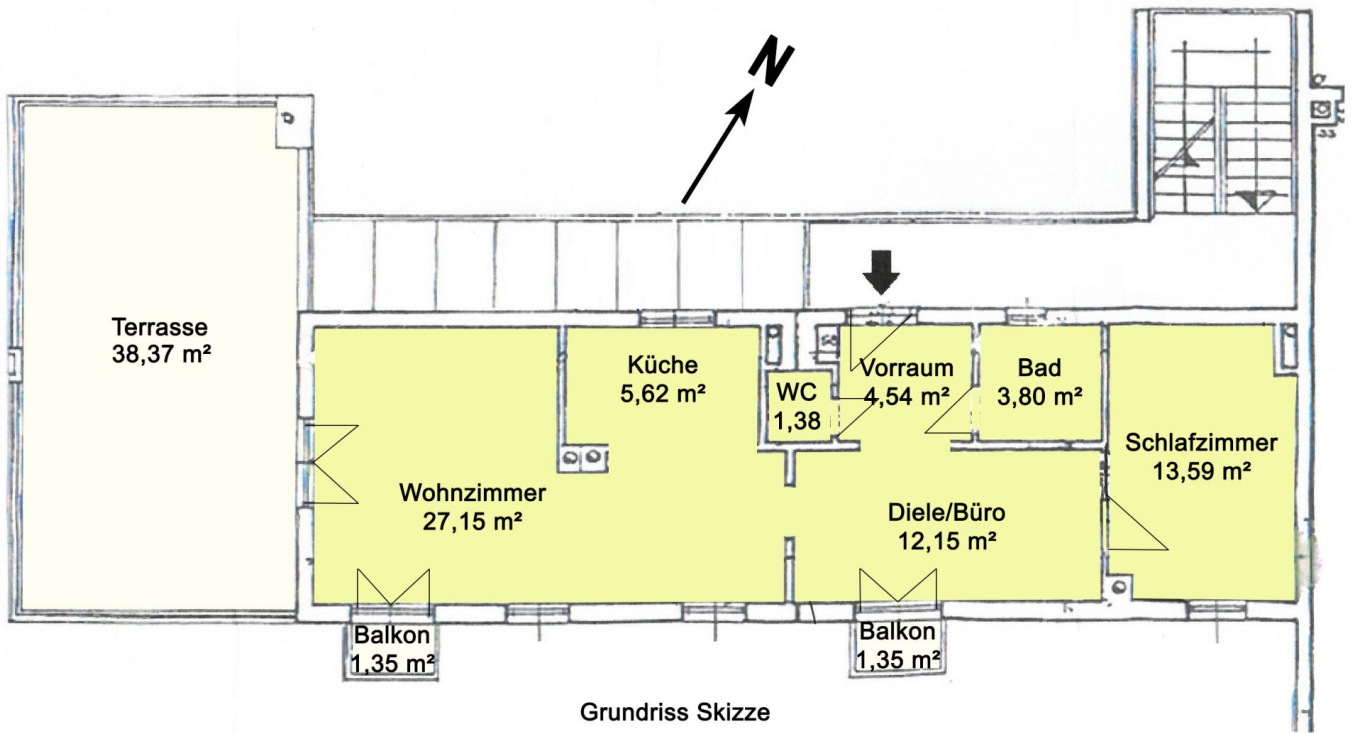 N
Terrasse
38,37 m²
Küche
5,62 m²
WC
1,38
Vorraum
4,54 m²
Bad
3,80 m²
Schlafzimmer
13,59 m²
Wohnzimmer
27,15 m²
Diele/Büro
12,15 m²
Balkon
1,35 m²
Balkon
1,35 m²
Grundriss Skizze